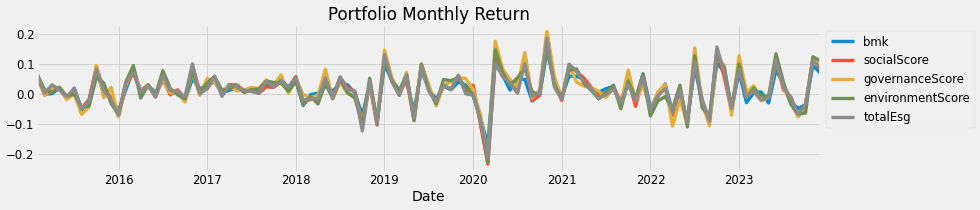 Portfolio Monthly Return
0.2
0.1
0.0
−0.1
−0.2
2016 2017 2018 2019 2020 2021 2022 2023
Date
bmk
socialScore
governanceScore
environmentScore
totalEsg